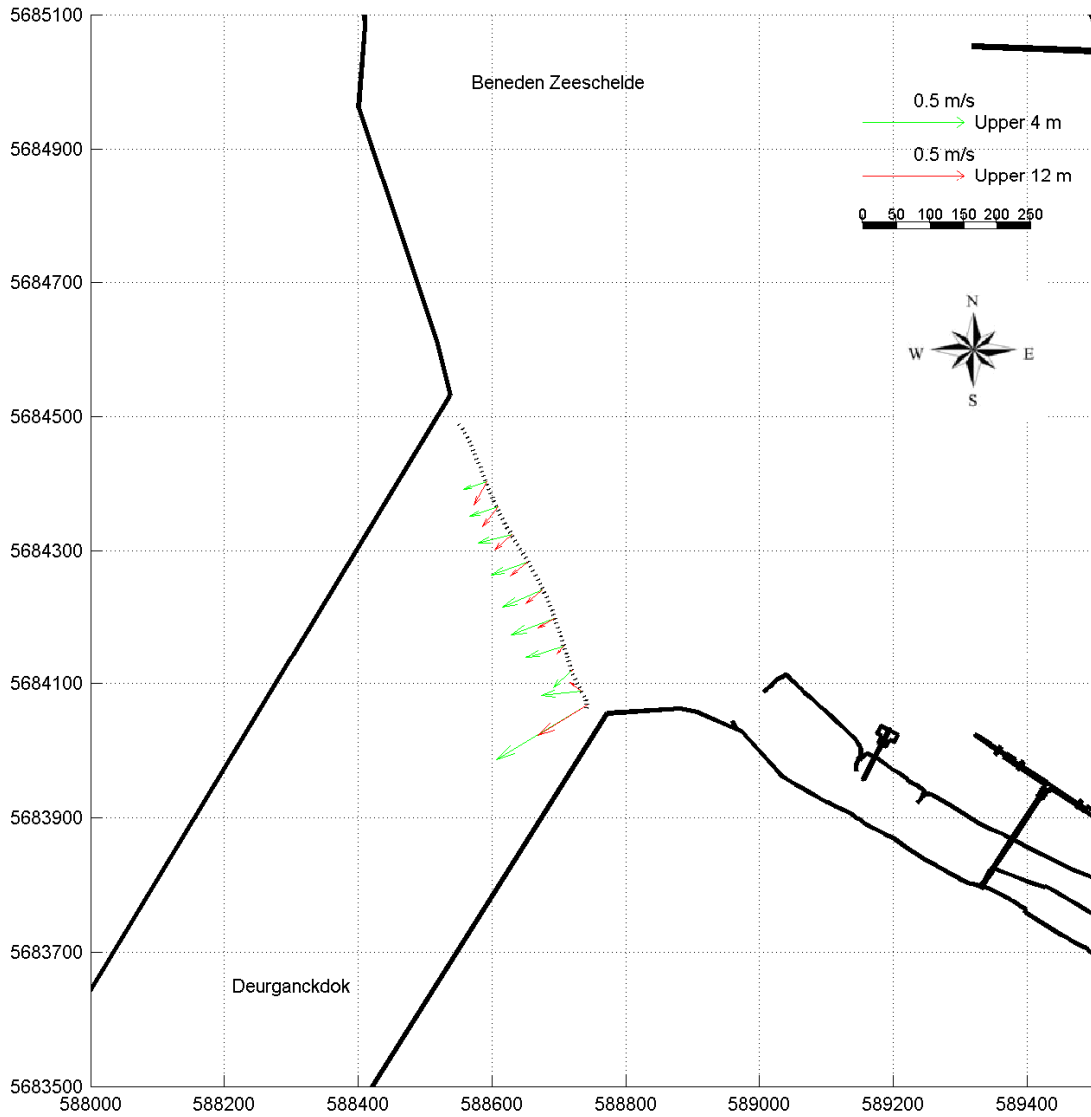 5685100
Beneden Zeeschelde
0.5 m/s
Upper 4 m
5684900
0.5 m/s
Upper 12 m
0 50 100 150 200 250
5684700
N
W E
S
5684500
5684300
5684100
5683900
5683700
Deurganckdok
5683500
588000 588200 588400 588600 588800 589000 589200 589400